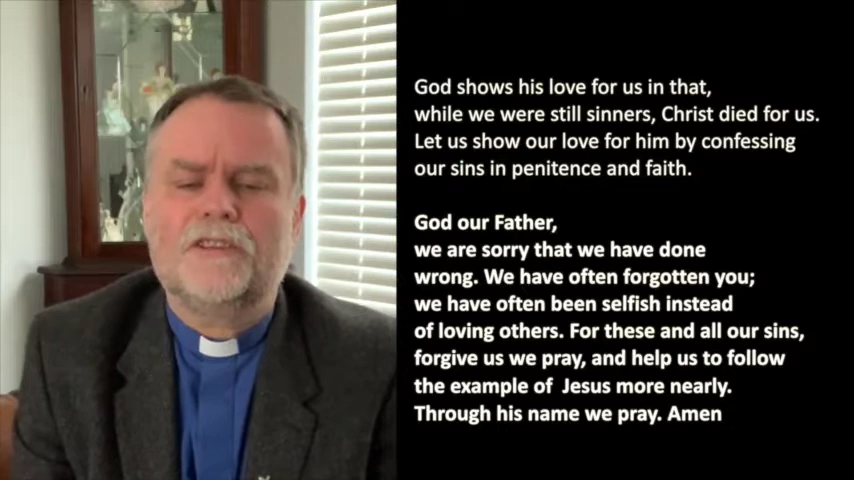 God shows his love for us in that,
while we were still sinners, Christ died for us.
Let us show our love for him by confessing
our sins in penitence and faith.
God our Father,
we are sorry that we have done
wrong. We have often forgotten you;
we have often been selfish instead
of loving others. For these and all our sins,
forgive us we pray, and help us to follow
the example of Jesus more nearly.
Through his name we pray. Amen